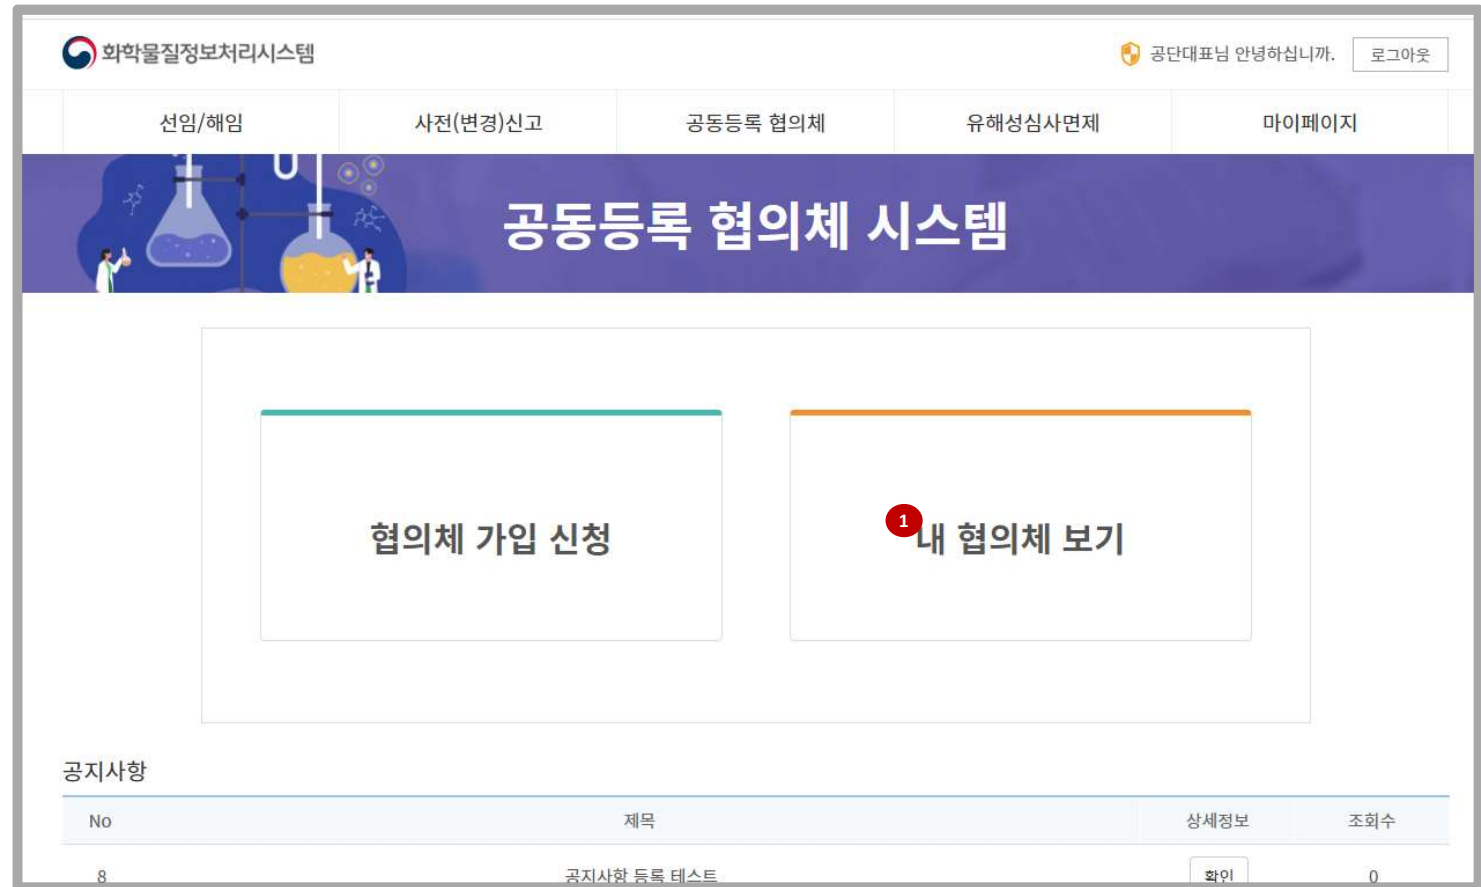 화학물질정보처리시스템
공단대표님 안녕하십니까. 로그아웃
선임/해임 사전(변경)신고 공동등록 협의체 유해성심사면제 마이페이지
공동등록 협의체 시스템
협의체 가입 신청
1 내 협의체 보기
공지사항
No 제목 상세정보 조회수
8 공지사항 등록 테스트 확인 0